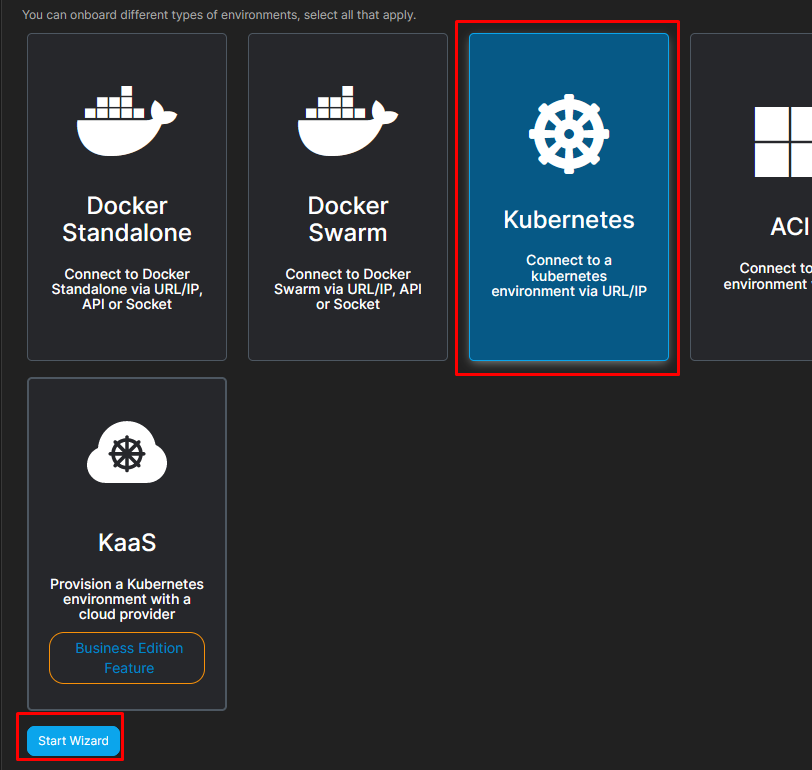 You can onboard different types of environments, select all that apply.
Docker
Standalone
Connect to Docker
Standalone via URL/IP,
API or Socket
Docker
Swarm
Connect to Docker
Swarm via URL/IP, API
or Socket
Kubernetes
Connect to a
kubernetes
environment via URL/IP
ACI
Connect to
environment
KaaS
Provision a Kubernetes
environment with a
cloud provider
Business Edition
Feature
Start Wizard